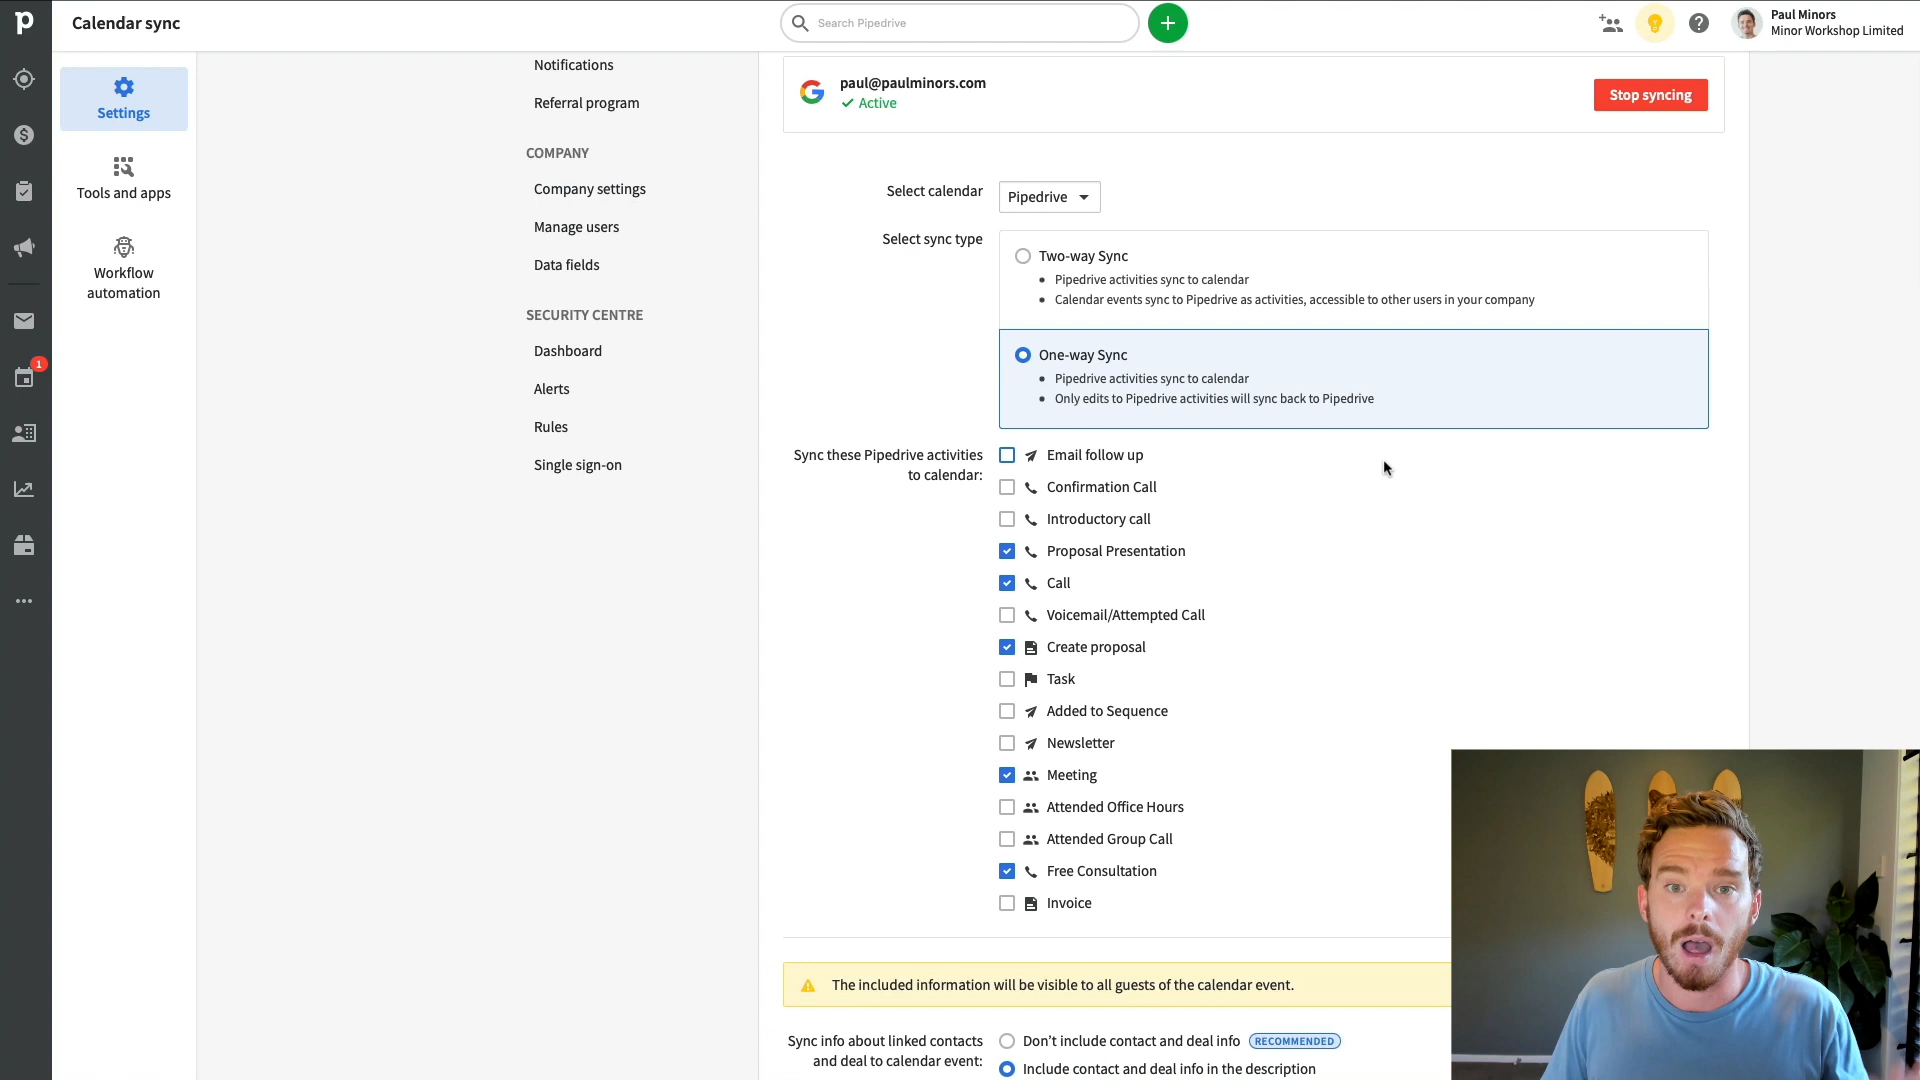 p
Calendar sync
Search Pipedrive
Paul Minors
Minor Workshop Limited
Settings
Tools and apps
Workflow
automation
1
Notifications
Referral program
COMPANY
Company settings
Manage users
Data fields
SECURITY CENTRE
Dashboard
Alerts
Rules
Single sign-on
paul@paulminors.com
Active
Stop syncing
Select calendar
Pipedrive
Select sync type
Two-way Sync
• Pipedrive activities sync to calendar
• Calendar events sync to Pipedrive as activities, accessible to other users in your company
One-way Sync
• Pipedrive activities sync to calendar
• Only edits to Pipedrive activities will sync back to Pipedrive
Sync these Pipedrive activities
to calendar:
Email follow up
Confirmation Call
Introductory call
Proposal Presentation
Call
Voicemail/Attempted Call
Create proposal
Task
Added to Sequence
Newsletter
Meeting
Attended Office Hours
Attended Group Call
Free Consultation
Invoice
The included information will be visible to all guests of the calendar event.
Sync info about linked contacts
and deal to calendar event:
Don't include contact and deal info RECOMMENDED
Include contact and deal info in the description